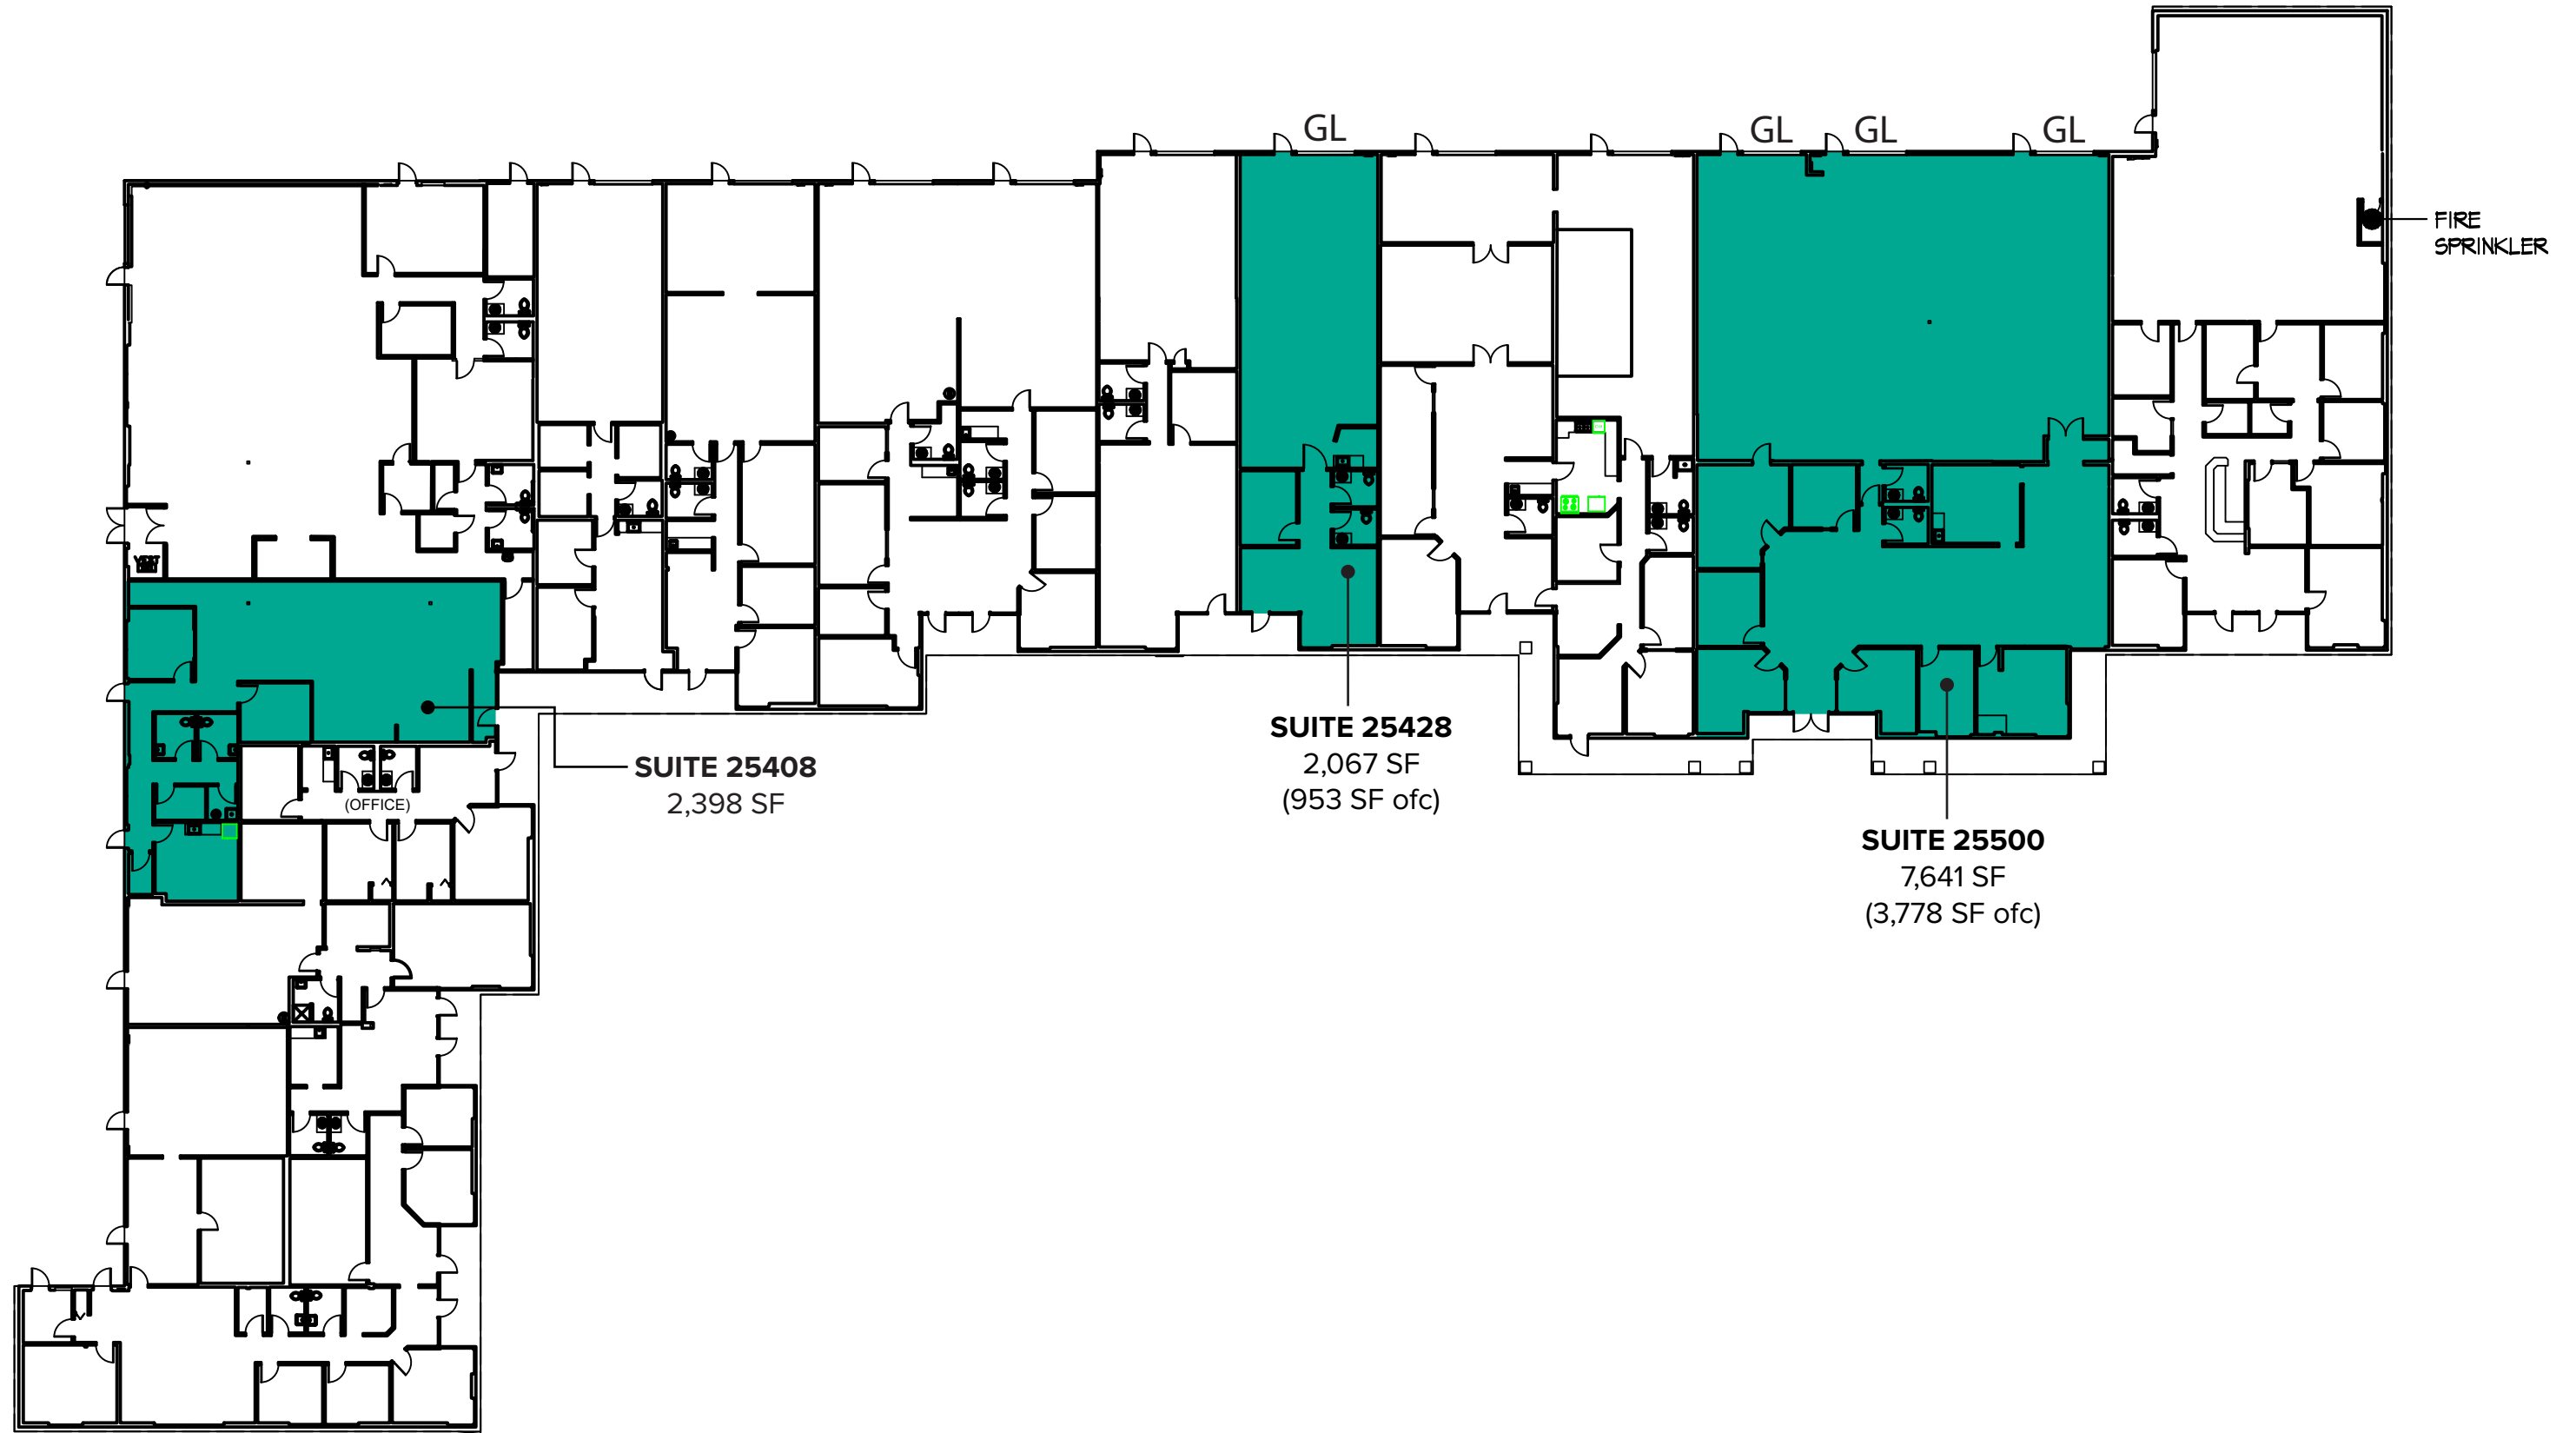 GL
GL
GL
GL
FIRE
SPRINKLER
SUITE 25408
2,398 SF
(OFFICE)
SUITE 25428
2,067 SF
(953 SF ofc)
SUITE 25500
7,641 SF
(3,778 SF ofc)